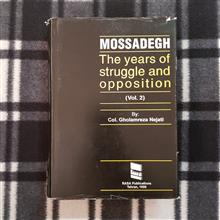 MOSSADEGH
The years of
struggle and
opposition
(Vol. 2)
By:
Col. Gholamreza Nejati
RASA Publications
Tehran, 1998